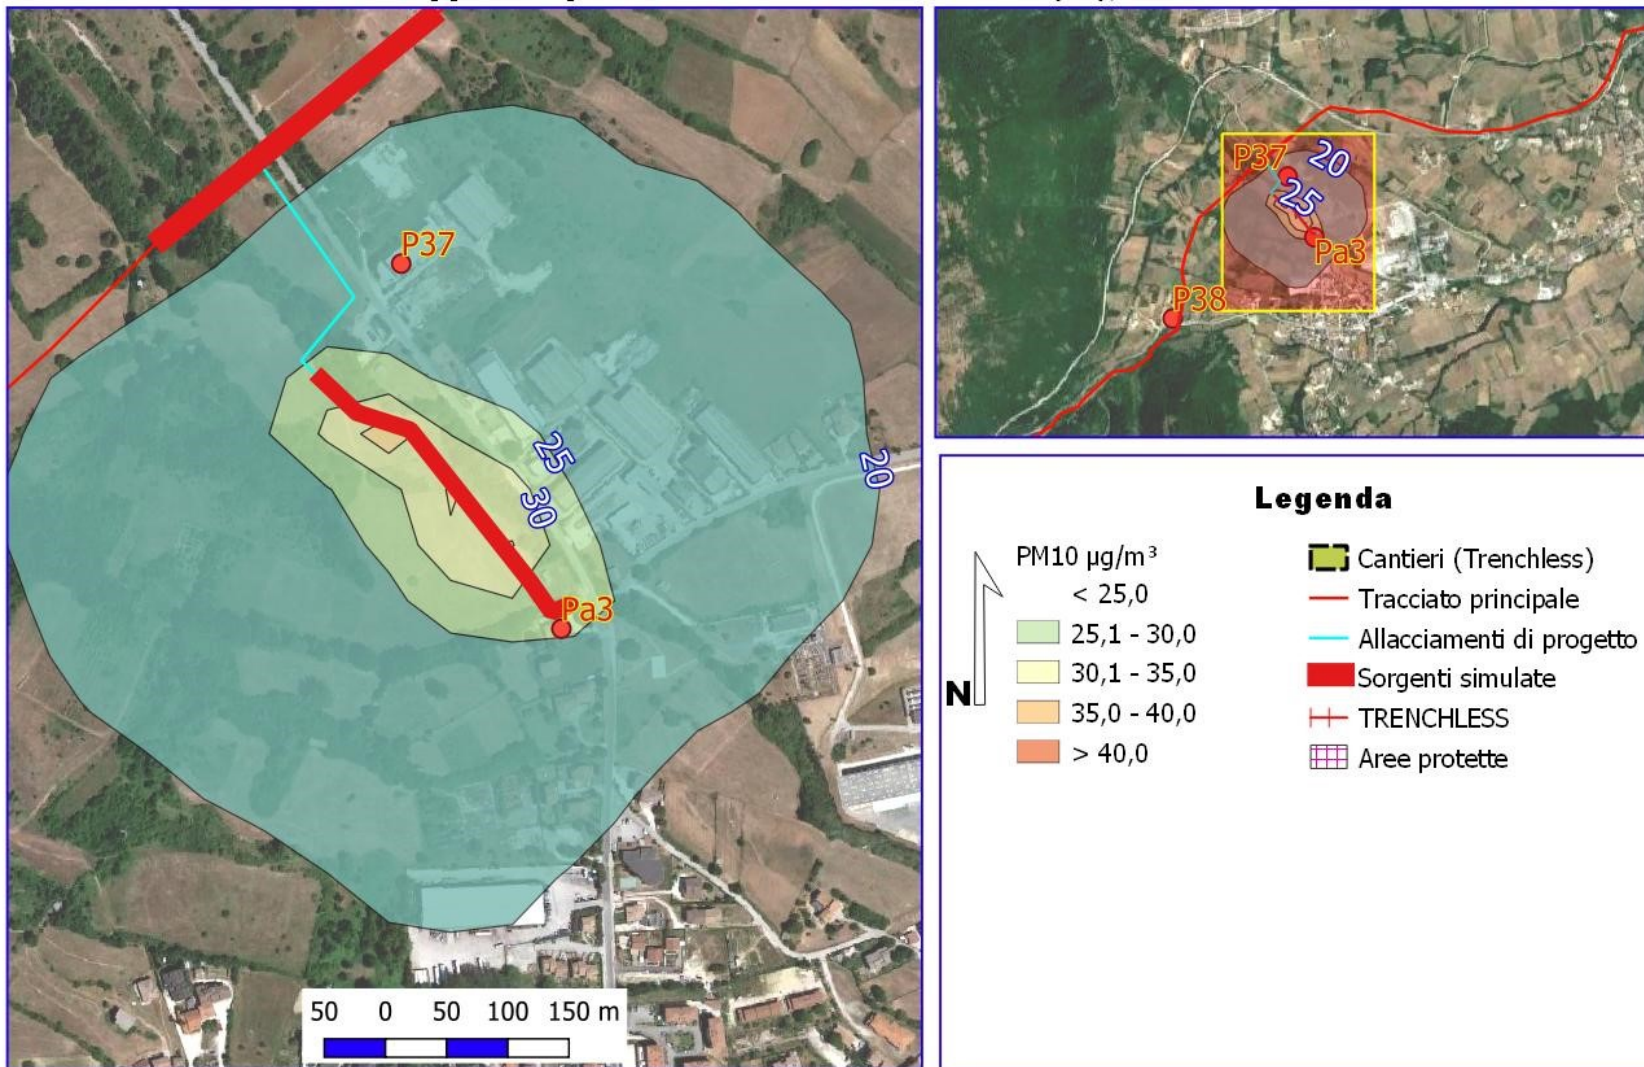 P37
25
30
20
Pa3
50 0 50 100 150 m
P37
20
25
Pa3
P38
Legenda
N
PM10 µg/m³
< 25,0
25,1 - 30,0
30,1 - 35,0
35,0 - 40,0
> 40,0
Cantieri (Trenchless)
Tracciato principale
Allacciamenti di progetto
Sorgenti simulate
TRENCHLESS
Aree protette